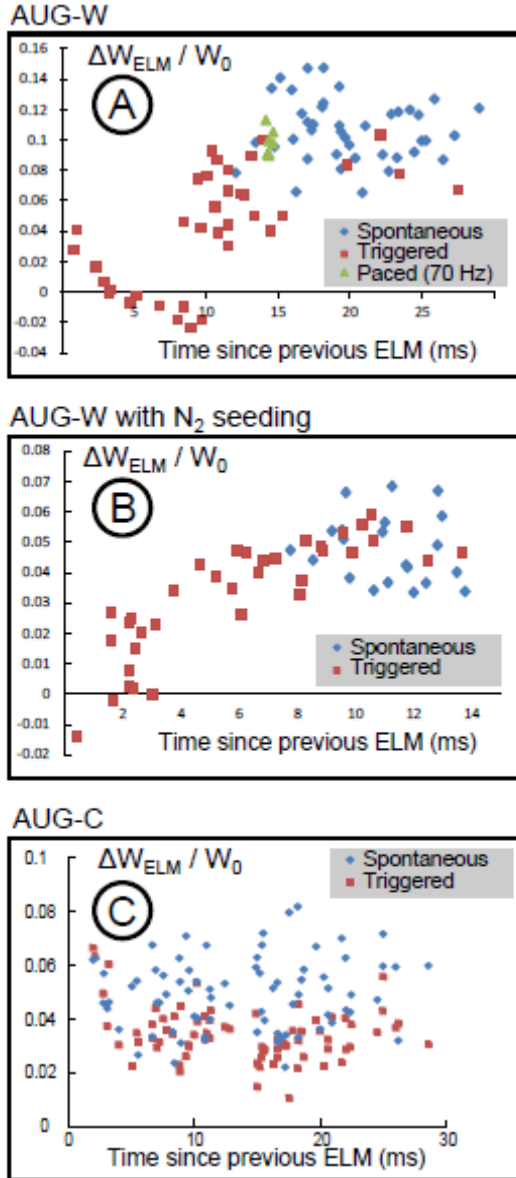 AUG-W
ΔW_ELM / W_0
A
0.16
0.14
0.12
0.1
0.08
0.06
0.04
0.02
0
-0.02
-0.04
5
10
15
20
25
Spontaneous
Triggered
Paced (70 Hz)
Time since previous ELM (ms)
AUG-W with N_2 seeding
ΔW_ELM / W_0
B
0.08
0.07
0.06
0.05
0.04
0.03
0.02
0.01
0
-0.01
-0.02
2
4
6
8
10
12
14
Spontaneous
Triggered
Time since previous ELM (ms)
AUG-C
ΔW_ELM / W_0
C
Spontaneous
Triggered
0.1
0.08
0.06
0.04
0.02
0
0
10
20
30
Time since previous ELM (ms)